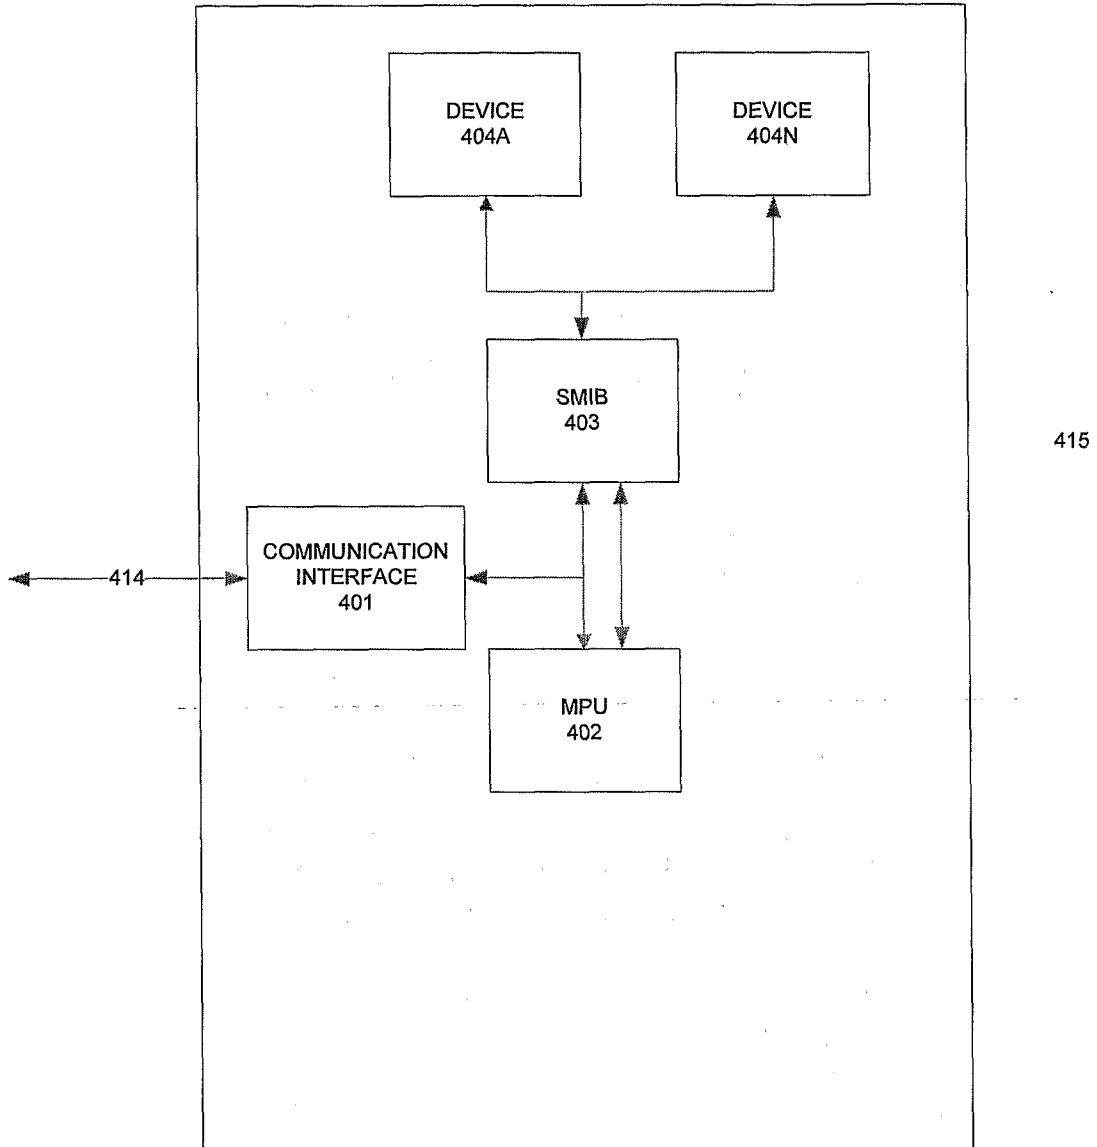 DEVICE
404A
DEVICE
404N
SMIB
403
415
COMMUNICATION
INTERFACE
401
414
MPU
402